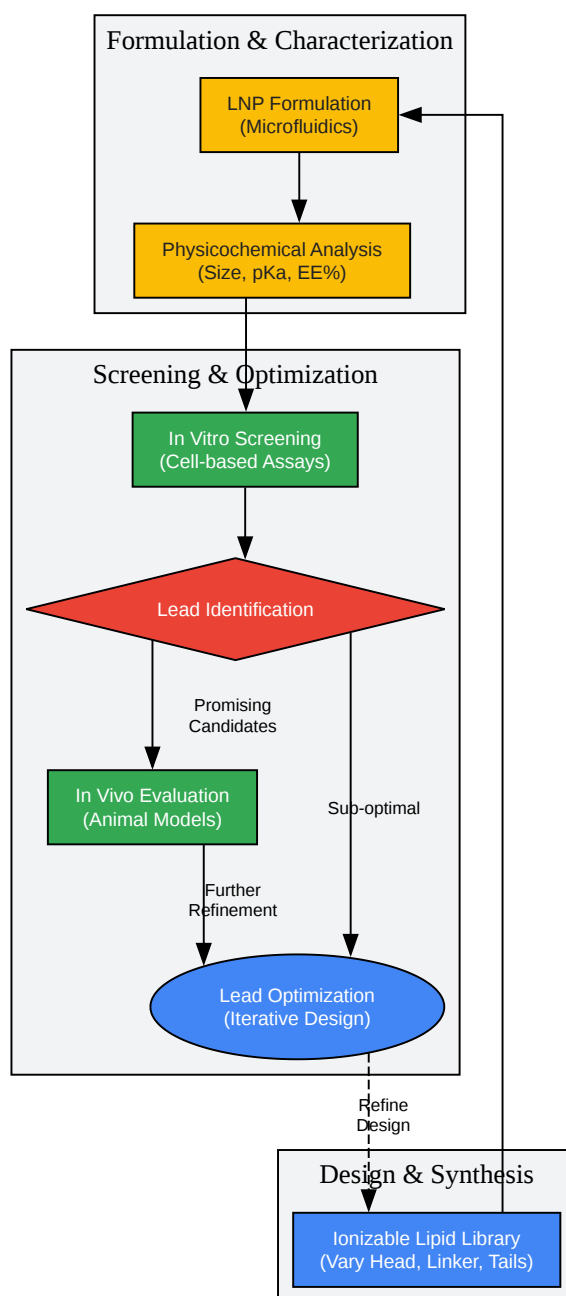 Formulation & Characterization
LNP Formulation
(Microfluidics)
Physicochemical Analysis
(Size, pKa, EE%)
Screening & Optimization
In Vitro Screening
(Cell-based Assays)
Lead Identification
Promising
Candidates
In Vivo Evaluation
(Animal Models)
Sub-optimal
Further
Refinement
Lead Optimization
(Iterative Design)
Refine
Design
Design & Synthesis
Ionizable Lipid Library
(Vary Head, Linker, Tails)